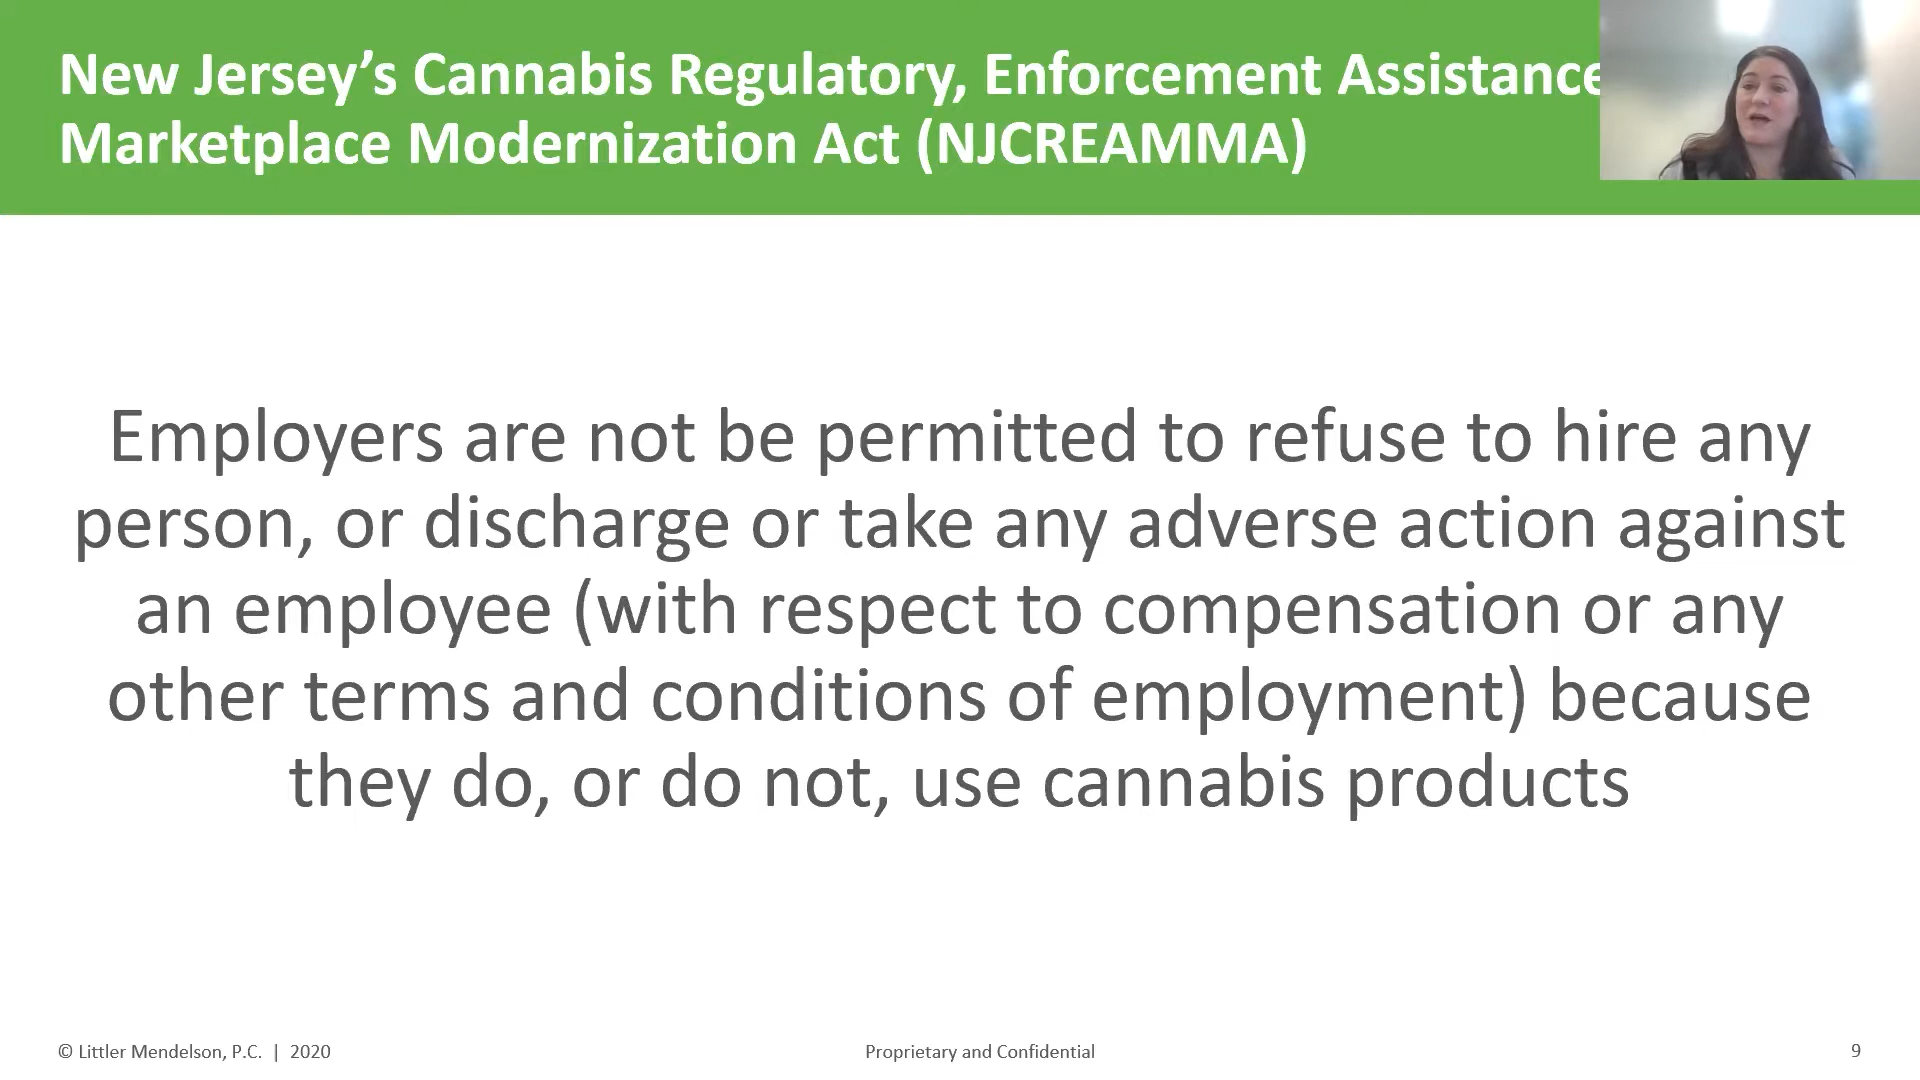 New Jersey’s Cannabis Regulatory, Enforcement Assistance
Marketplace Modernization Act (NJCREAMMA)
Employers are not be permitted to refuse to hire any
person, or discharge or take any adverse action against
an employee (with respect to compensation or any
other terms and conditions of employment) because
they do, or do not, use cannabis products
© Littler Mendelson, P.C. | 2020
Proprietary and Confidential
9